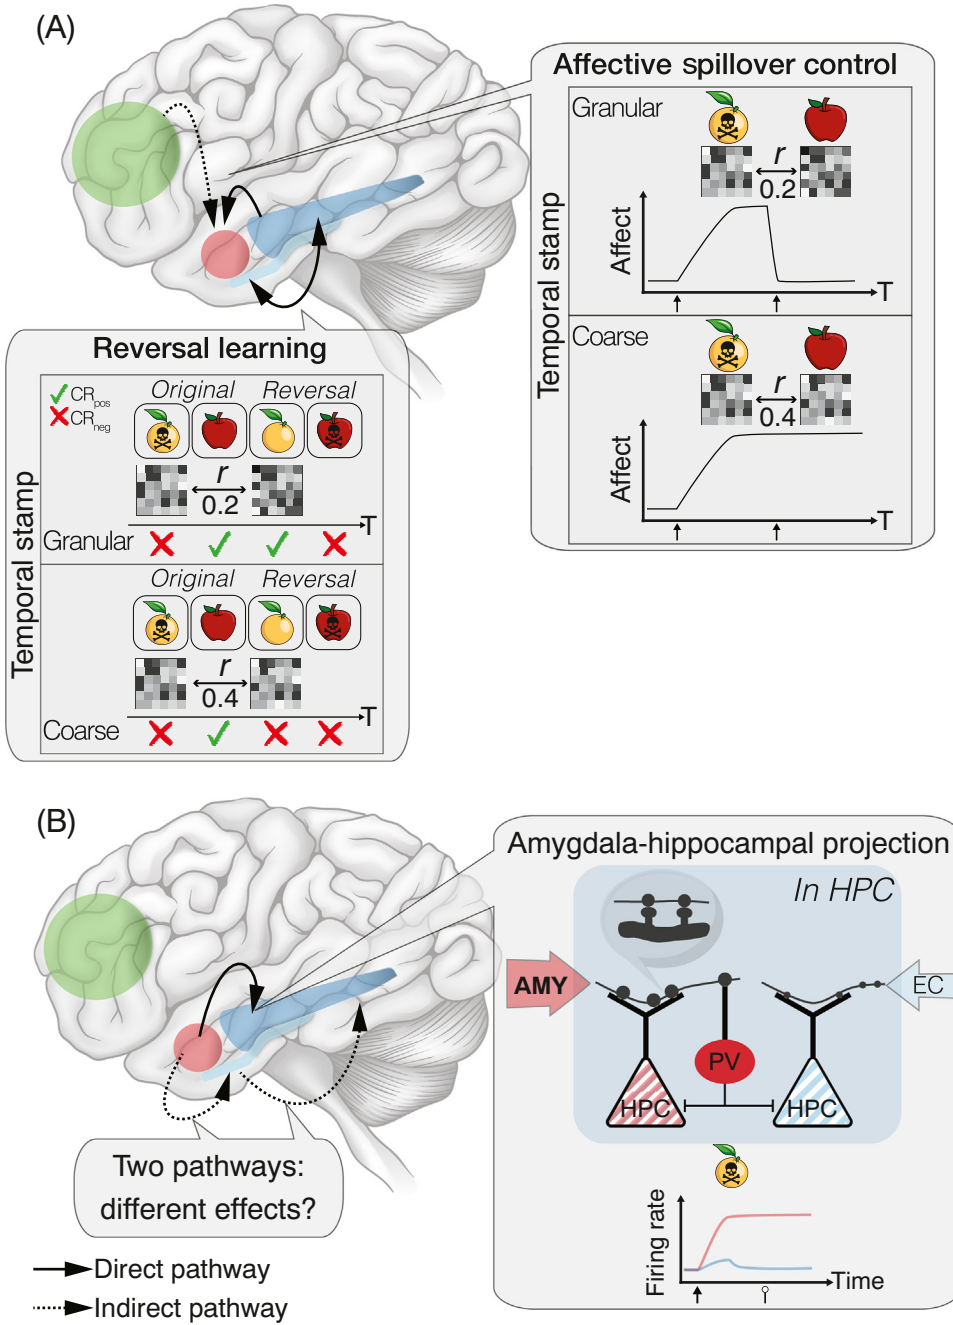 (A)
Affective spillover control
Temporal stamp
Granular
r
0.2
Affect
T
Coarse
r
0.4
Affect
T
Reversal learning
Temporal stamp
CRpos
CRneg
Original Reversal
r
0.2
T
Granular
Original Reversal
r
0.4
T
Coarse
(B)
Amygdala-hippocampal projection
In HPC
AMY
EC
PV
HPC
HPC
Firing rate
Time
Two pathways:
different effects?
Direct pathway
Indirect pathway